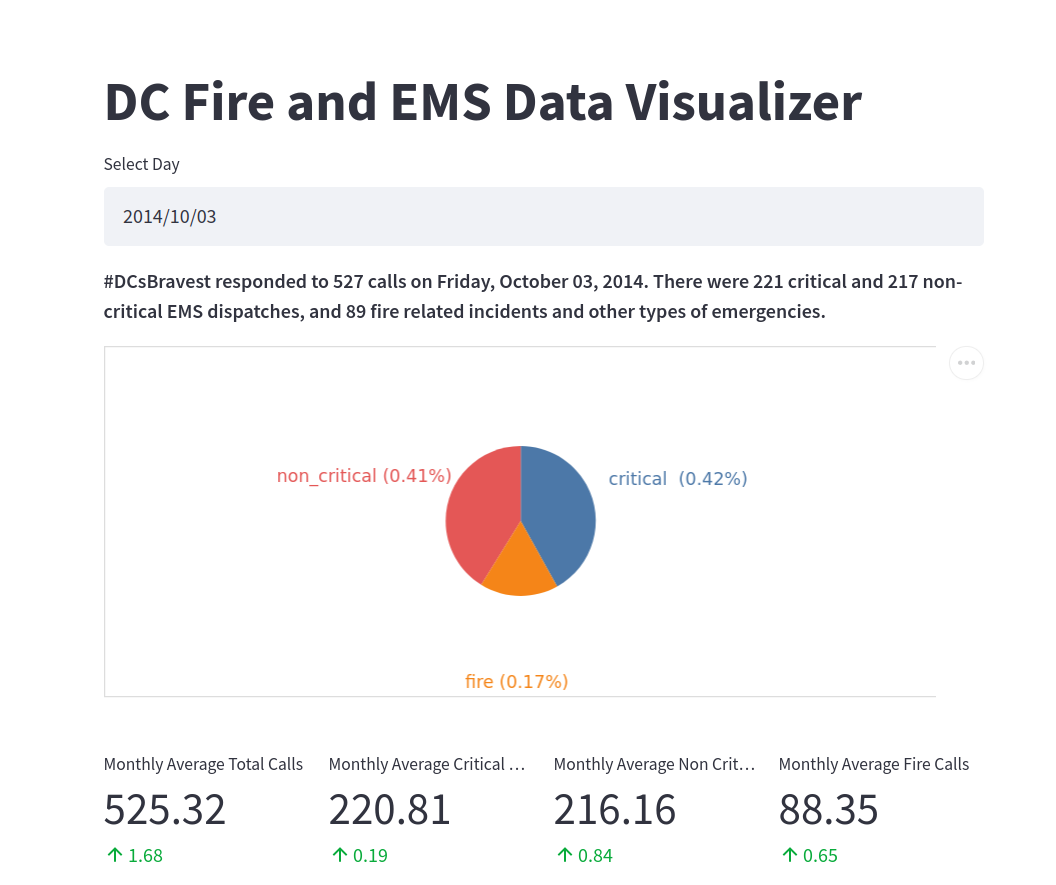 DC Fire and EMS Data Visualizer
Select Day
2014/10/03
#DCsBravest responded to 527 calls on Friday, October 03, 2014. There were 221 critical and 217 non-
critical EMS dispatches, and 89 fire related incidents and other types of emergencies.
non_critical (0.41%)
critical (0.42%)
fire (0.17%)
Monthly Average Total Calls
525.32
↑ 1.68
Monthly Average Critical …
220.81
↑ 0.19
Monthly Average Non Crit…
216.16
↑ 0.84
Monthly Average Fire Calls
88.35
↑ 0.65